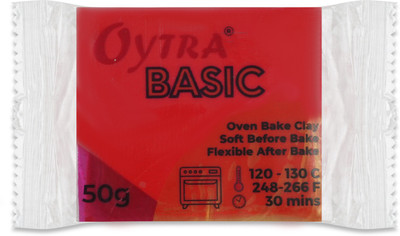 OYTRA®
BASIC
Oven Bake Clay
Soft Before Bake
Flexible After Bake
120 - 130 C
248-266 F
30 mins
50g